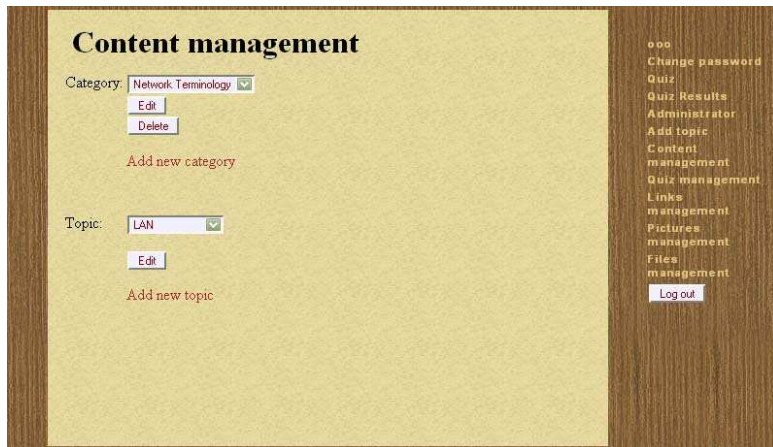 Content management
Category: Network Terminology
Edit
Delete
Add new category
Topic: LAN
Edit
Add new topic
ooo
Change password
Quiz
Quiz Results
Administrator
Add topic
Content
management
Quiz management
Links
management
Pictures
management
Files
management
Log out